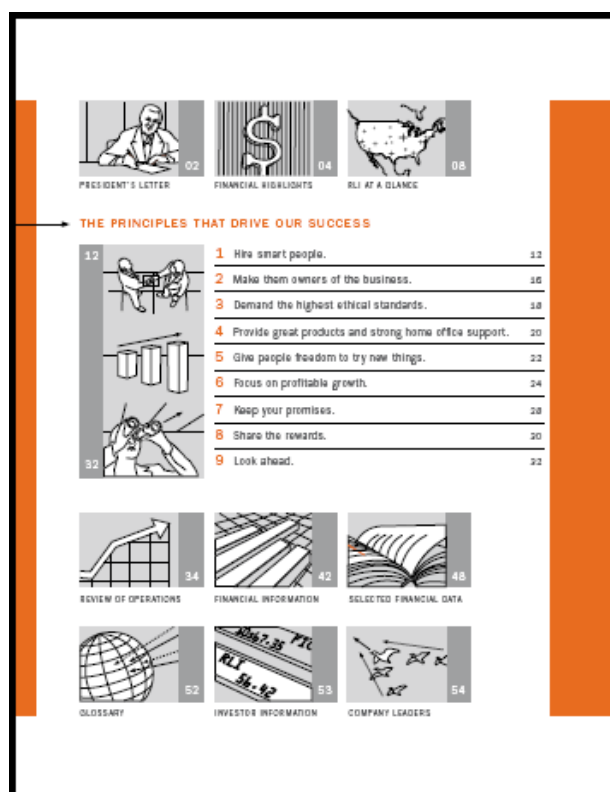 02
04
08
PRESIDENT'S LETTER
FINANCIAL HIGHLIGHTS
RLI AT A GLANCE
THE PRINCIPLES THAT DRIVE OUR SUCCESS
12
1 Hire smart people. 12
2 Make them owners of the business. 16
3 Demand the highest ethical standards. 18
4 Provide great products and strong home office support. 20
5 Give people freedom to try new things. 22
6 Focus on profitable growth. 24
7 Keep your promises. 28
8 Share the rewards. 30
9 Look ahead. 32
32
34
42
48
REVIEW OF OPERATIONS
FINANCIAL INFORMATION
SELECTED FINANCIAL DATA
RLI
56.42
52
53
54
GLOSSARY
INVESTOR INFORMATION
COMPANY LEADERS